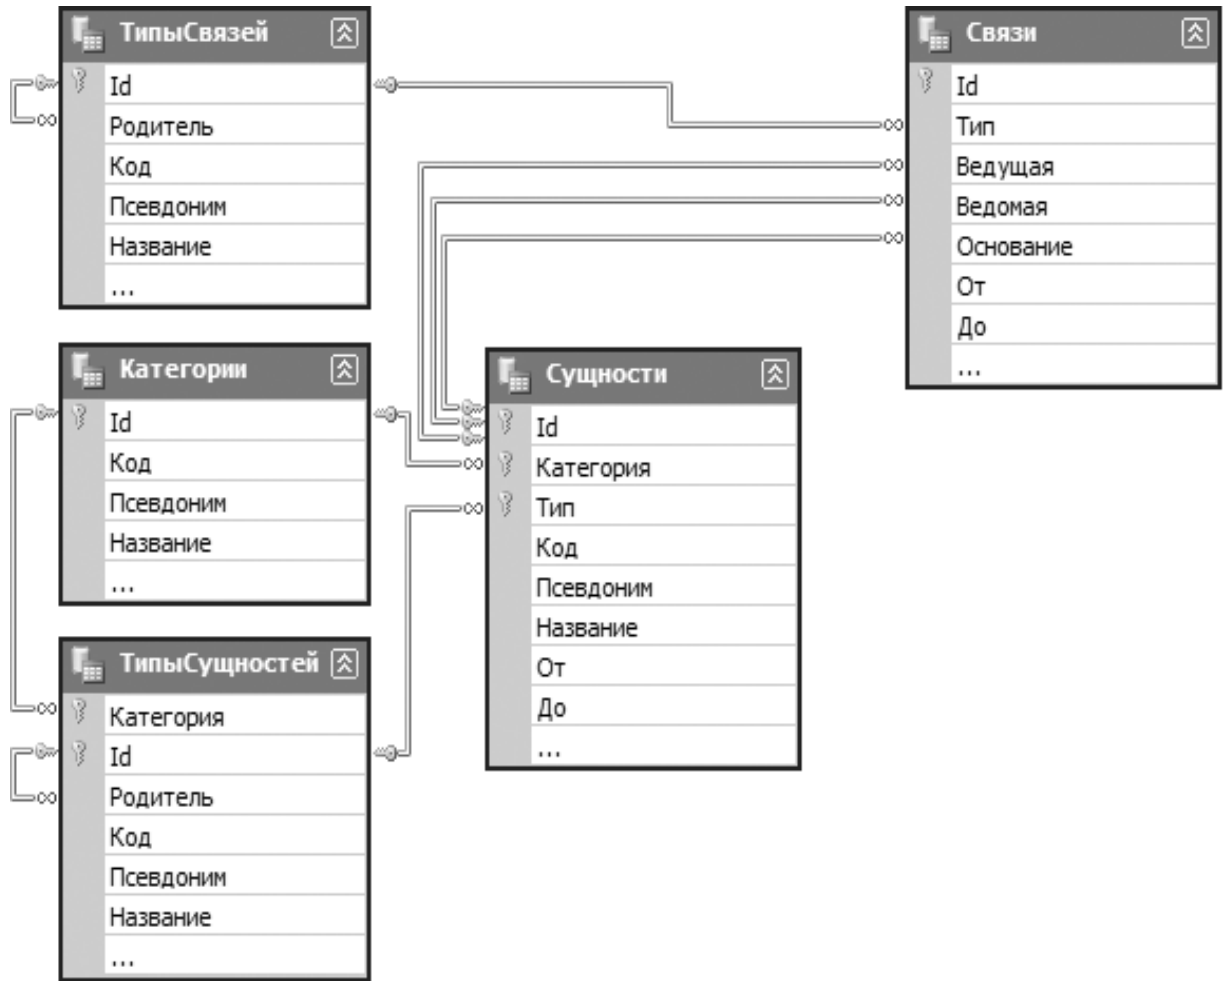 ТипыСвязей
Id
Родитель
Код
Псевдоним
Название
...
Связи
Id
Тип
Ведущая
Ведомая
Основание
От
До
...
Категории
Id
Код
Псевдоним
Название
...
Сущности
Id
Категория
Тип
Код
Псевдоним
Название
От
До
...
ТипыСущностей
Категория
Id
Родитель
Код
Псевдоним
Название
...